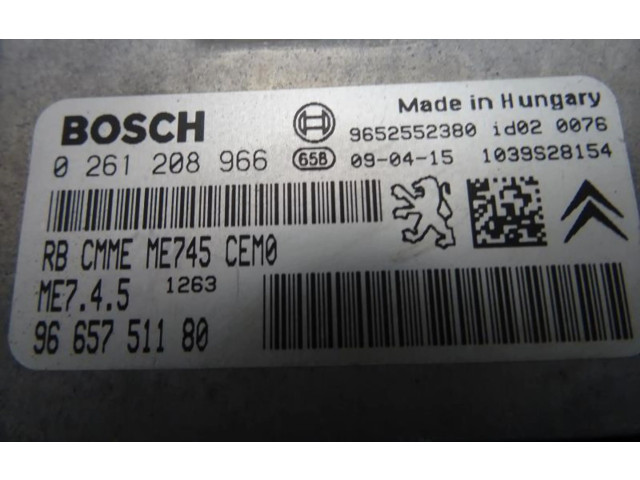 Made in Hungary
BOSCH
9652552380 id02 0076
0 261 208 966 65B 09-04-15 1039S28154
RB CMME ME745 CEM0
ME7.4.5 1263
96 657 511 80